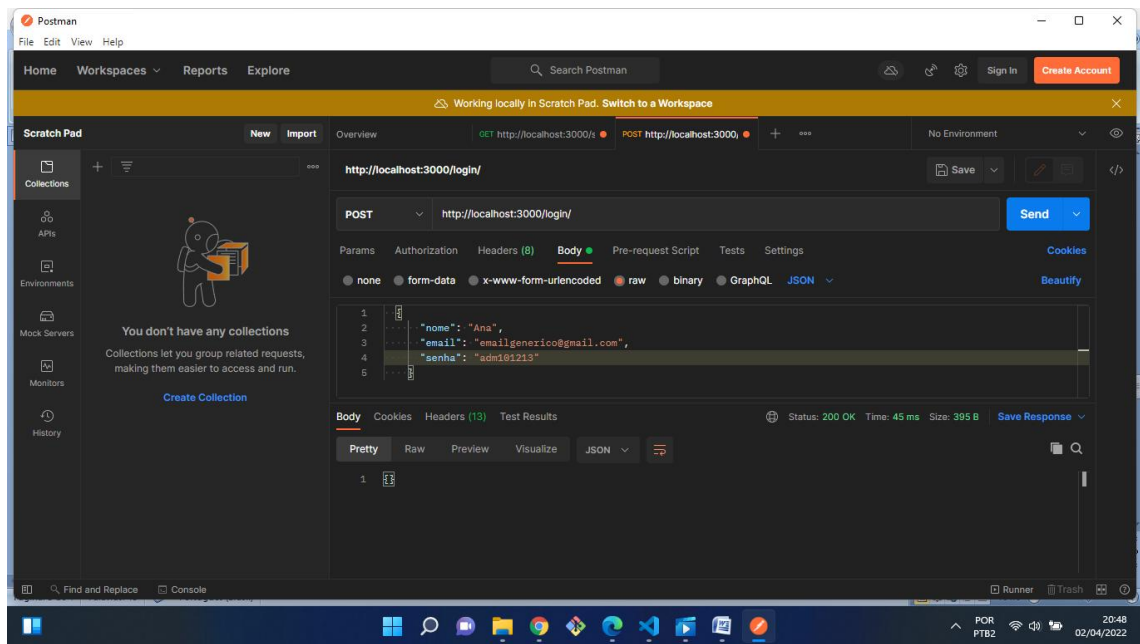 Postman
File Edit View Help
Home Workspaces Reports Explore
Search Postman
Sign In
Create Account
Working locally in Scratch Pad. Switch to a Workspace
Scratch Pad
New Import
Overview
GET http://localhost:3000/s
POST http://localhost:3000/
No Environment
Collections
APIs
Environments
Mock Servers
Monitors
History
You don't have any collections
Collections let you group related requests,
making them easier to access and run.
Create Collection
http://localhost:3000/login/
Save
POST http://localhost:3000/login/
Send
Params Authorization Headers (8) Body Pre-request Script Tests Settings
Cookies
none form-data x-www-form-urlencoded raw binary GraphQL JSON
Beautify
1 {
2 "nome": "Ana",
3 "email": "emailgenerico@gmail.com",
4 "senha": "adm101213"
5 }
Body Cookies Headers (13) Test Results
Status: 200 OK Time: 45 ms Size: 395 B Save Response
Pretty Raw Preview Visualize JSON
1 {}
Find and Replace Console
Runner Trash
POR
PTB2
20:48
02/04/2022